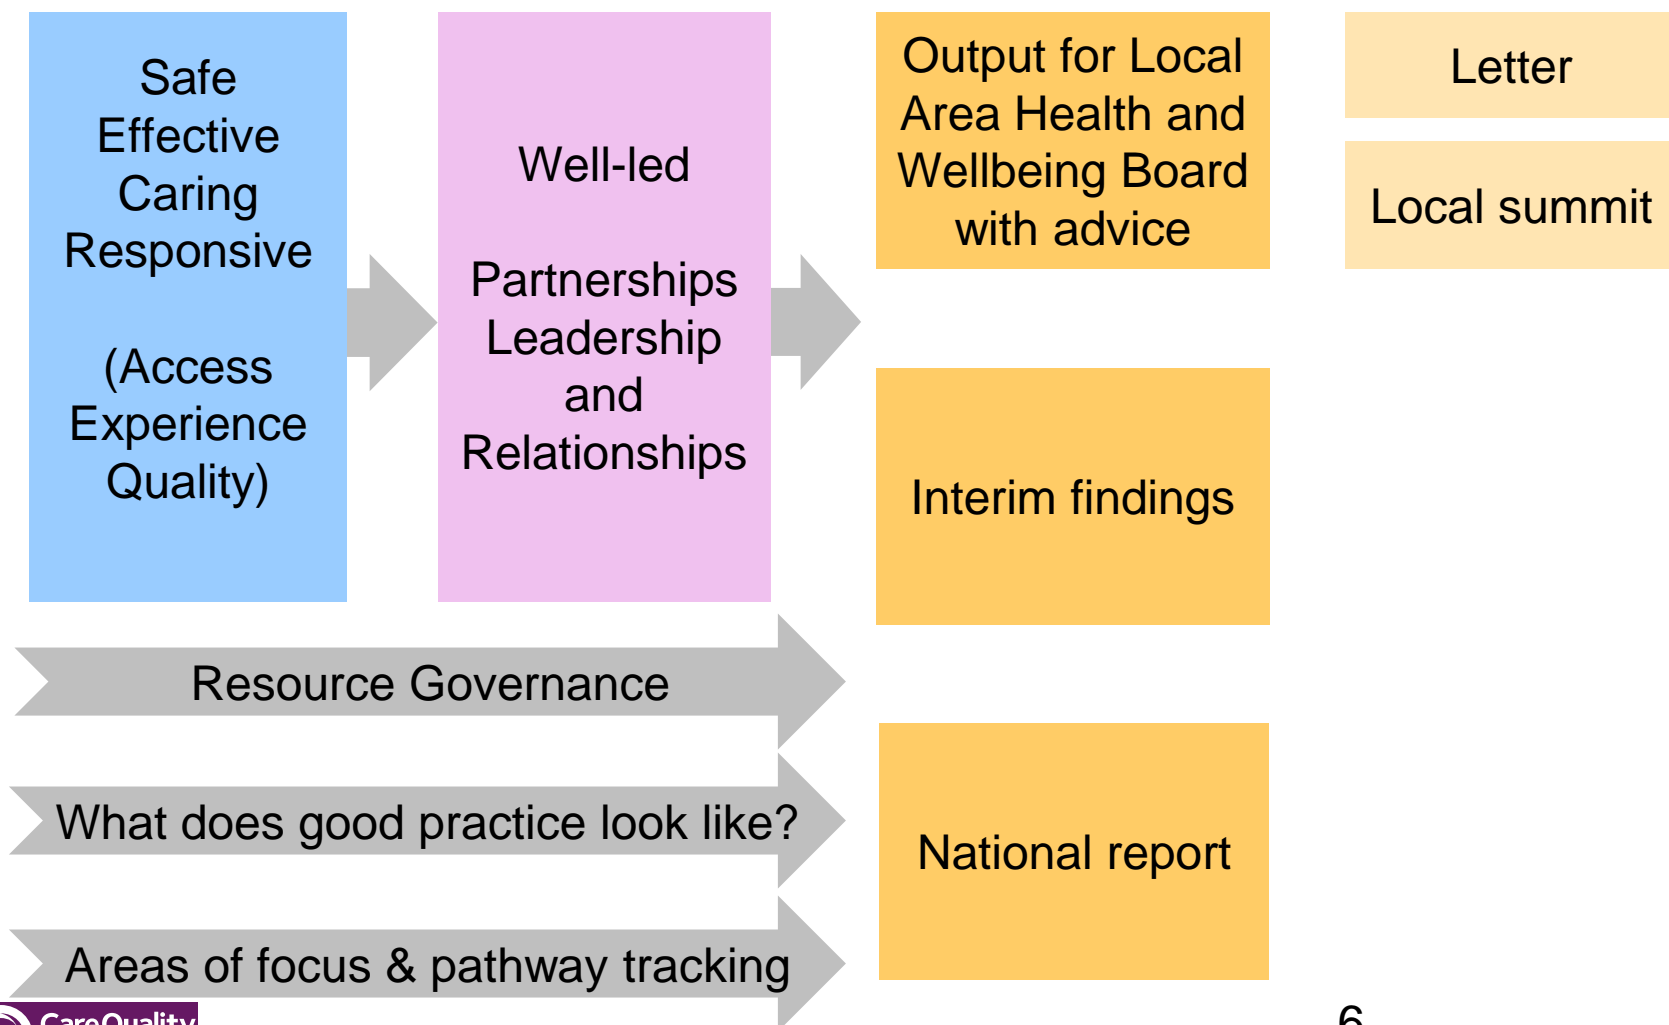 Safe
Effective
Caring
Responsive
(Access
Experience
Quality)
Well-led
Partnerships
Leadership
and
Relationships
Output for Local
Area Health and
Wellbeing Board
with advice
Letter
Local summit
Interim findings
National report
Resource Governance
What does good practice look like?
Areas of focus & pathway tracking
CareQuality
6